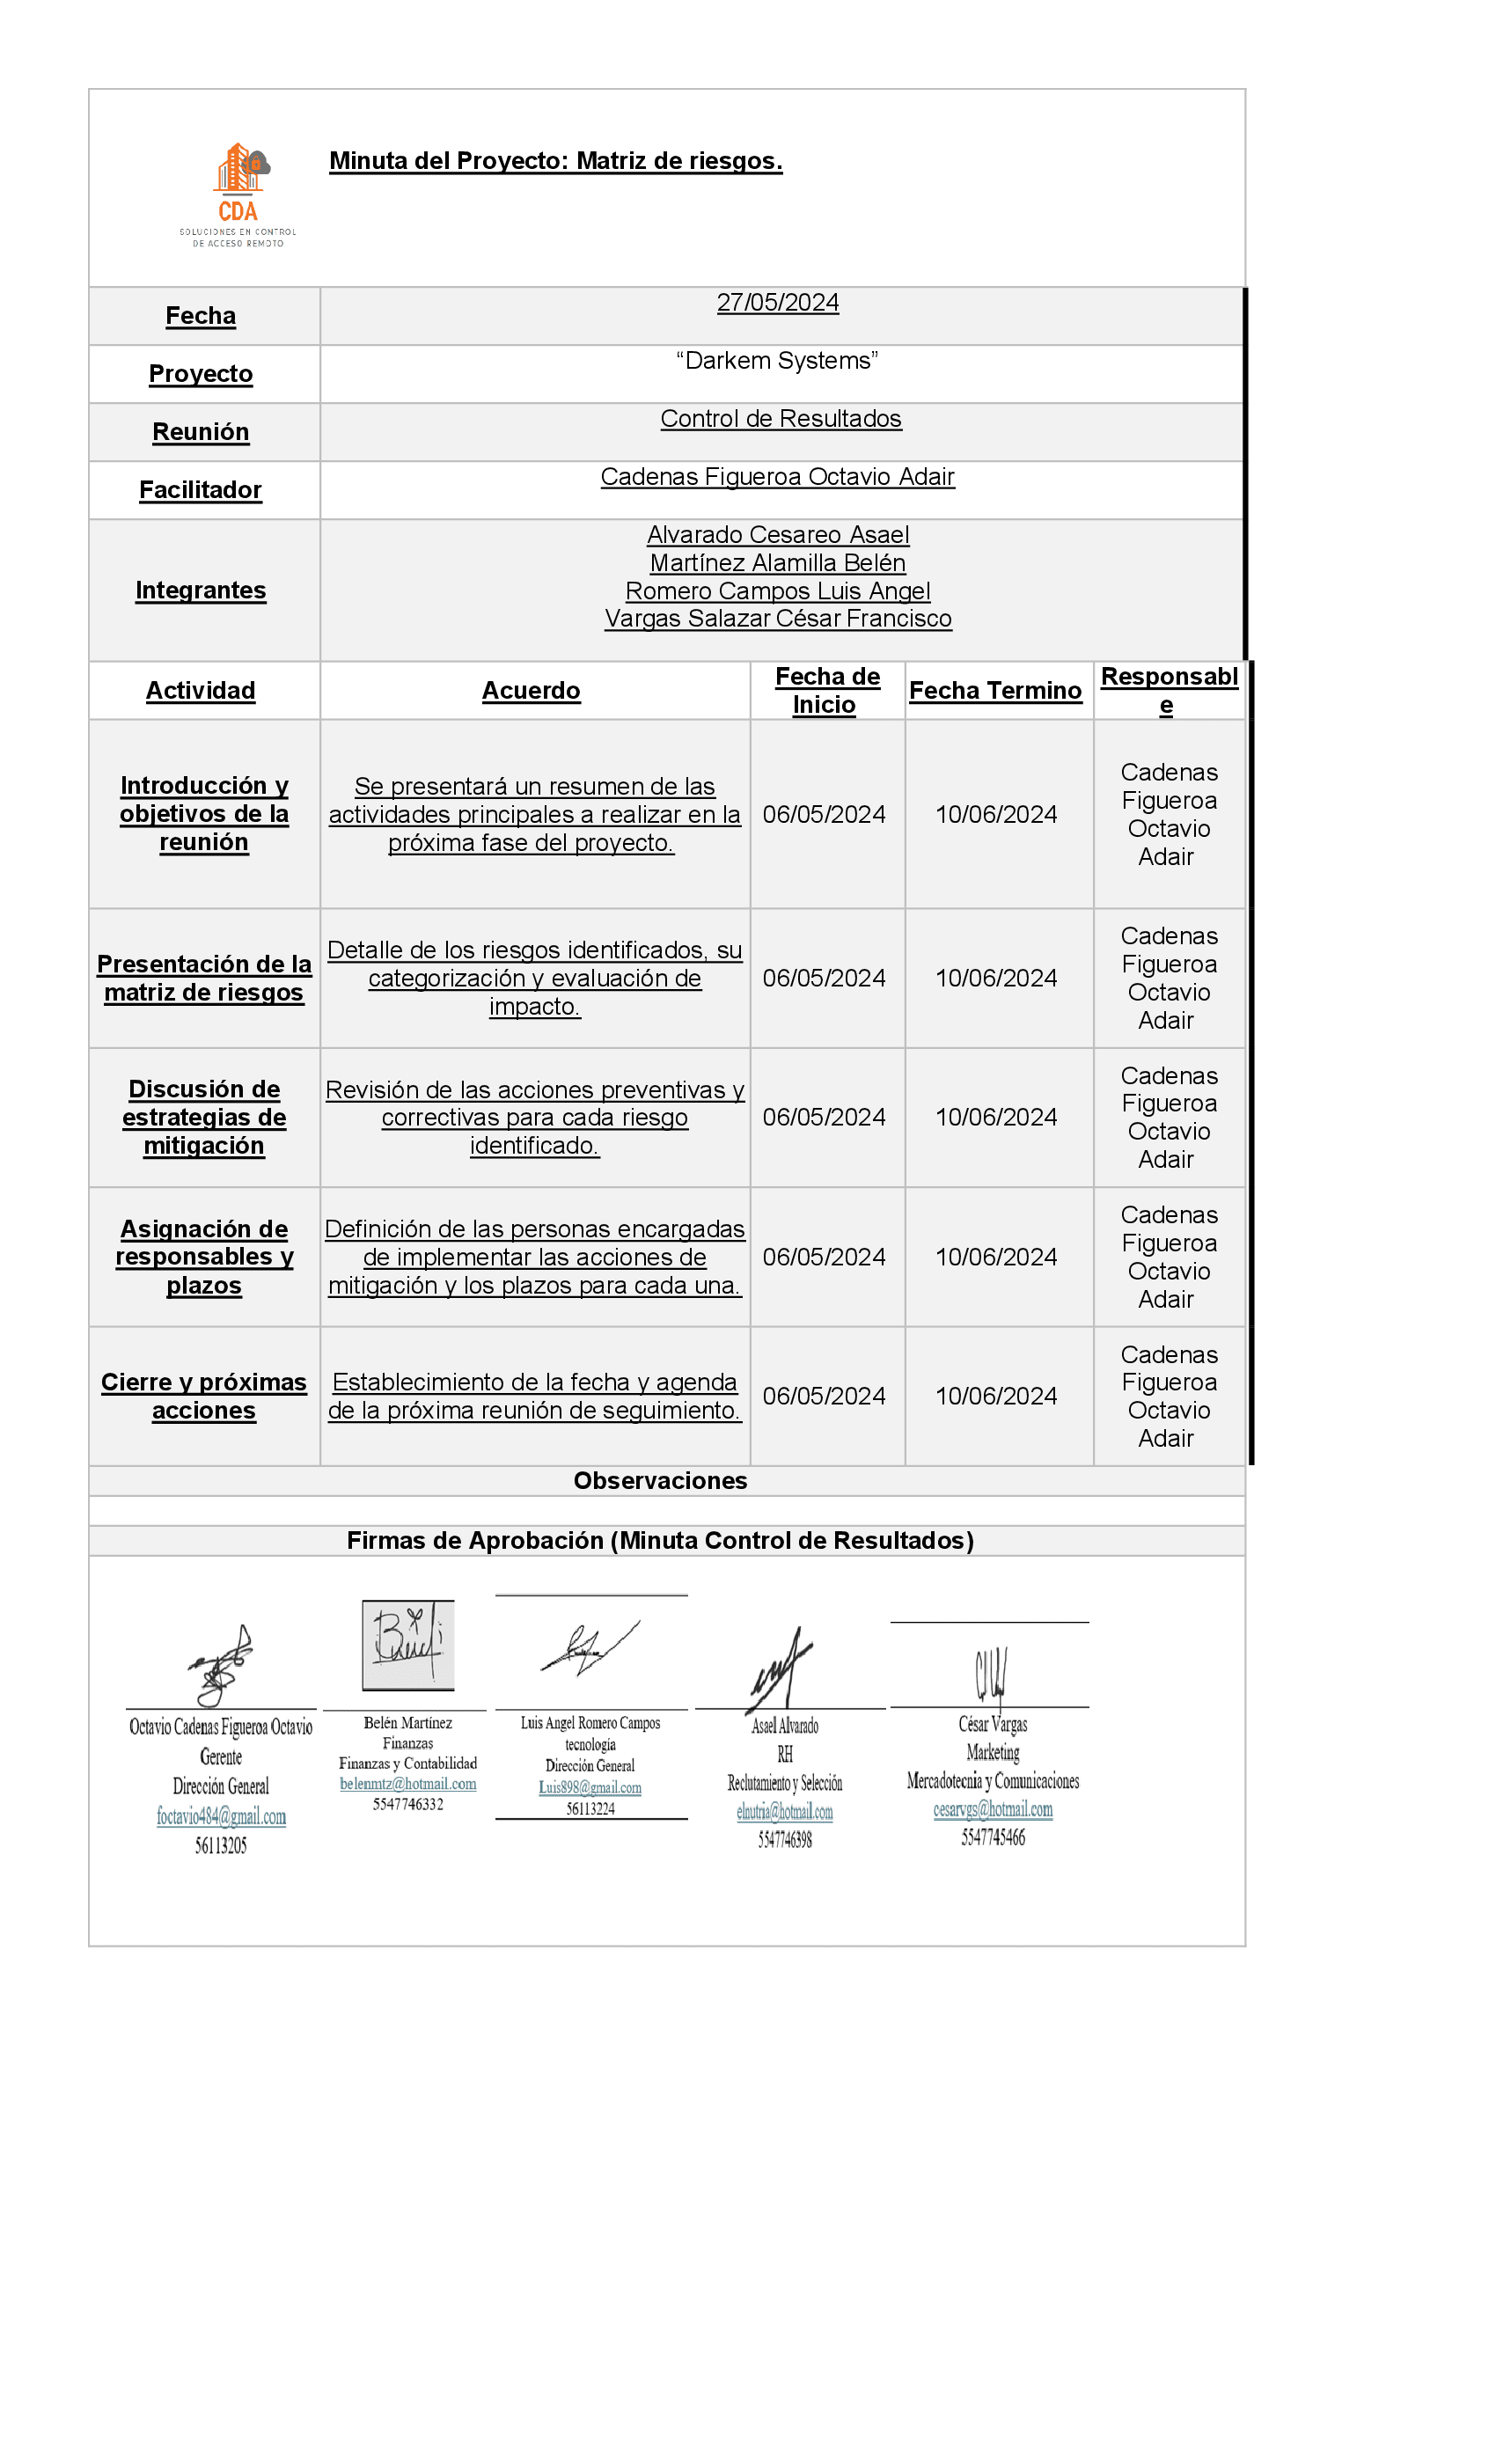 Minuta del Proyecto: Matriz de riesgos.
CDA
SOLUCIONES EN CONTROL
DE ACCESO REMOTO
Fecha
27/05/2024
Proyecto
“Darkem Systems”
Reunión
Control de Resultados
Facilitador
Cadenas Figueroa Octavio Adair
Integrantes
Alvarado Cesareo Asael
Martínez Alamilla Belén
Romero Campos Luis Angel
Vargas Salazar César Francisco
Actividad
Acuerdo
Fecha de
Inicio
Fecha Termino
Responsabl
e
Introducción y
objetivos de la
reunión
Se presentará un resumen de las
actividades principales a realizar en la
próxima fase del proyecto.
06/05/2024
10/06/2024
Cadenas
Figueroa
Octavio
Adair
Presentación de la
matriz de riesgos
Detalle de los riesgos identificados, su
categorización y evaluación de
impacto.
06/05/2024
10/06/2024
Cadenas
Figueroa
Octavio
Adair
Discusión de
estrategias de
mitigación
Revisión de las acciones preventivas y
correctivas para cada riesgo
identificado.
06/05/2024
10/06/2024
Cadenas
Figueroa
Octavio
Adair
Asignación de
responsables y
plazos
Definición de las personas encargadas
de implementar las acciones de
mitigación y los plazos para cada una.
06/05/2024
10/06/2024
Cadenas
Figueroa
Octavio
Adair
Cierre y próximas
acciones
Establecimiento de la fecha y agenda
de la próxima reunión de seguimiento.
06/05/2024
10/06/2024
Cadenas
Figueroa
Octavio
Adair
Observaciones
Firmas de Aprobación (Minuta Control de Resultados)
Octavio Cadenas Figueroa Octavio
Gerente
Dirección General
foctavio484@gmail.com
56113205
Belén Martínez
Finanzas
Finanzas y Contabilidad
belenmtz@hotmail.com
5547746332
Luis Angel Romero Campos
tecnología
Dirección General
Luis898@gmail.com
56113224
Asael Alvarado
RH
Reclutamiento y Selección
elnutria@hotmail.com
5547746398
César Vargas
Marketing
Mercadotecnia y Comunicaciones
cesarvgs@hotmail.com
5547745466